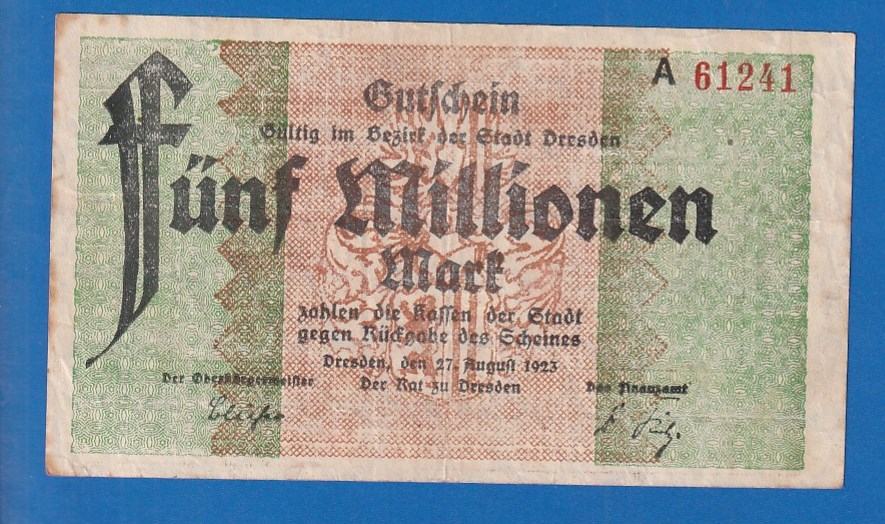 A 61241
Gutschein
Gültig im Bezirk der Stadt Dresden
Fünf Millionen
Mark
zahlen die Kassen der Stadt
gegen Rückgabe des Scheines
Dresden, den 27. August 1923
Der Oberbürgermeister
Der Rat zu Dresden
Das Finanzamt